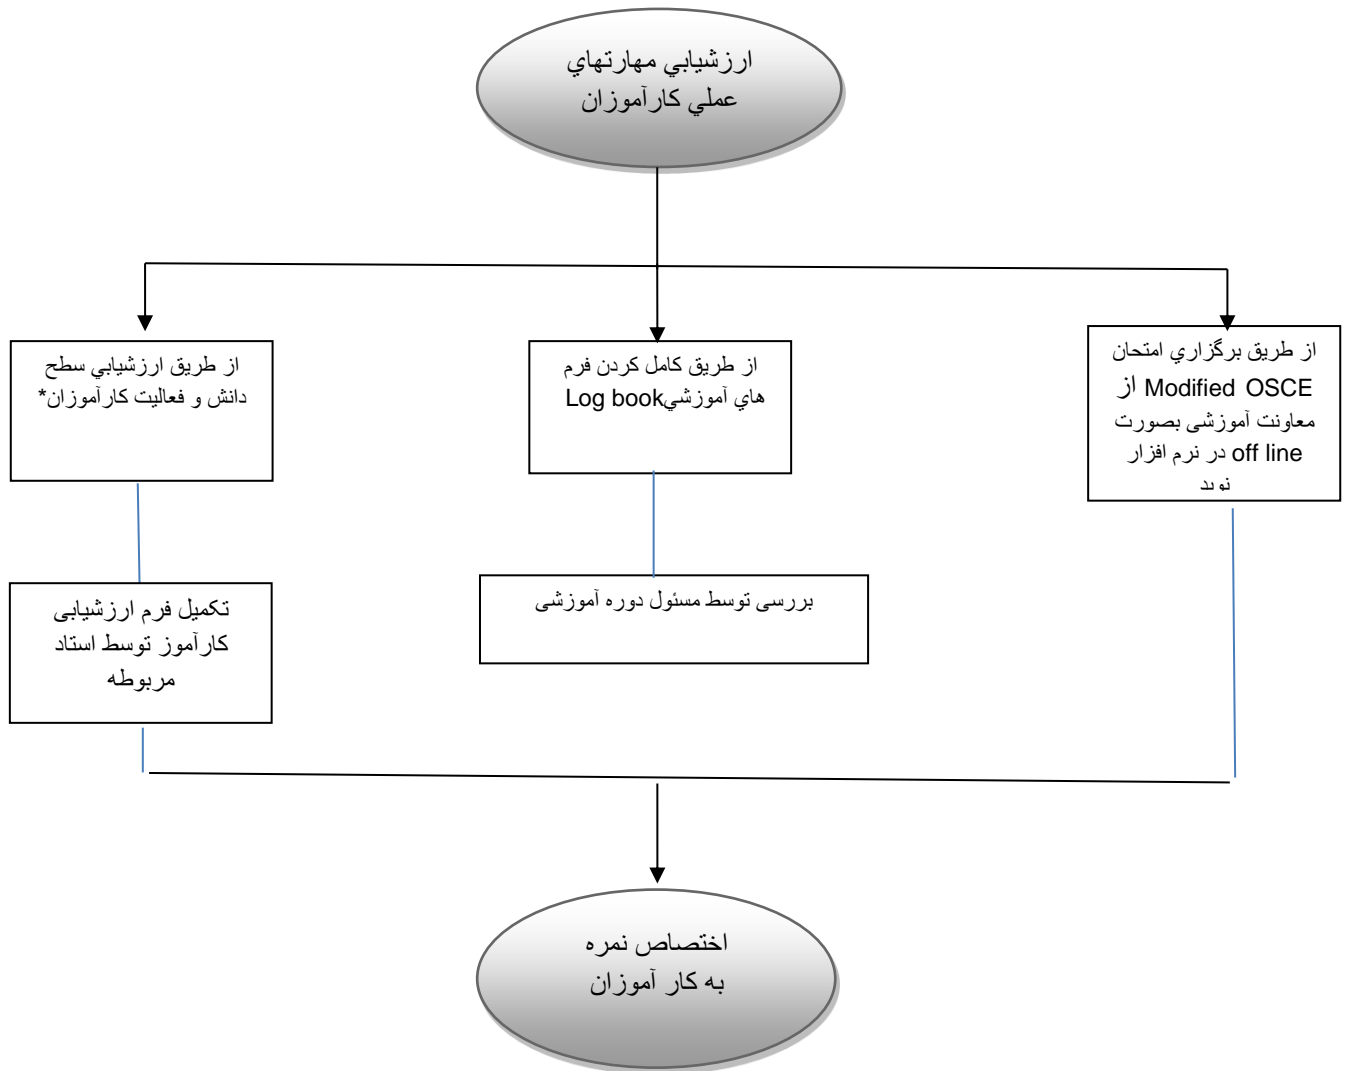 ارزشيابي مهارتهاي
عملي كارآموزان
از طريق برگزاري امتحان
Modified OSCE از
معاونت آموزشی بصورت
off line در نرم افزار
نوید
از طريق كامل كردن فرم
هاي آموزشيLog book
از طريق ارزشيابي سطح
دانش و فعاليت كارآموزان*
بررسی توسط مسئول دوره آموزشی
تکمیل فرم ارزشیابی
کارآموز توسط استاد
مربوطه
اختصاص نمره
به کار آموزان